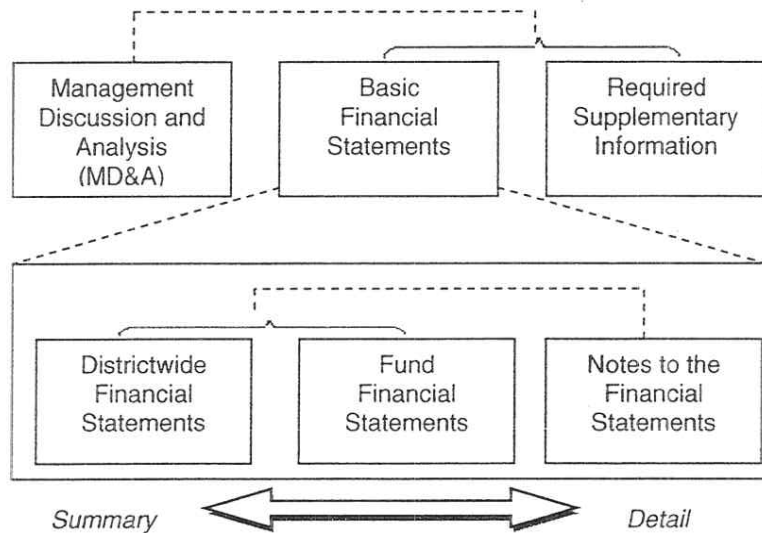 Management
Discussion and
Analysis
(MD&A)
Basic
Financial
Statements
Required
Supplementary
Information
Districtwide
Financial
Statements
Fund
Financial
Statements
Notes to the
Financial
Statements
Summary
Detail